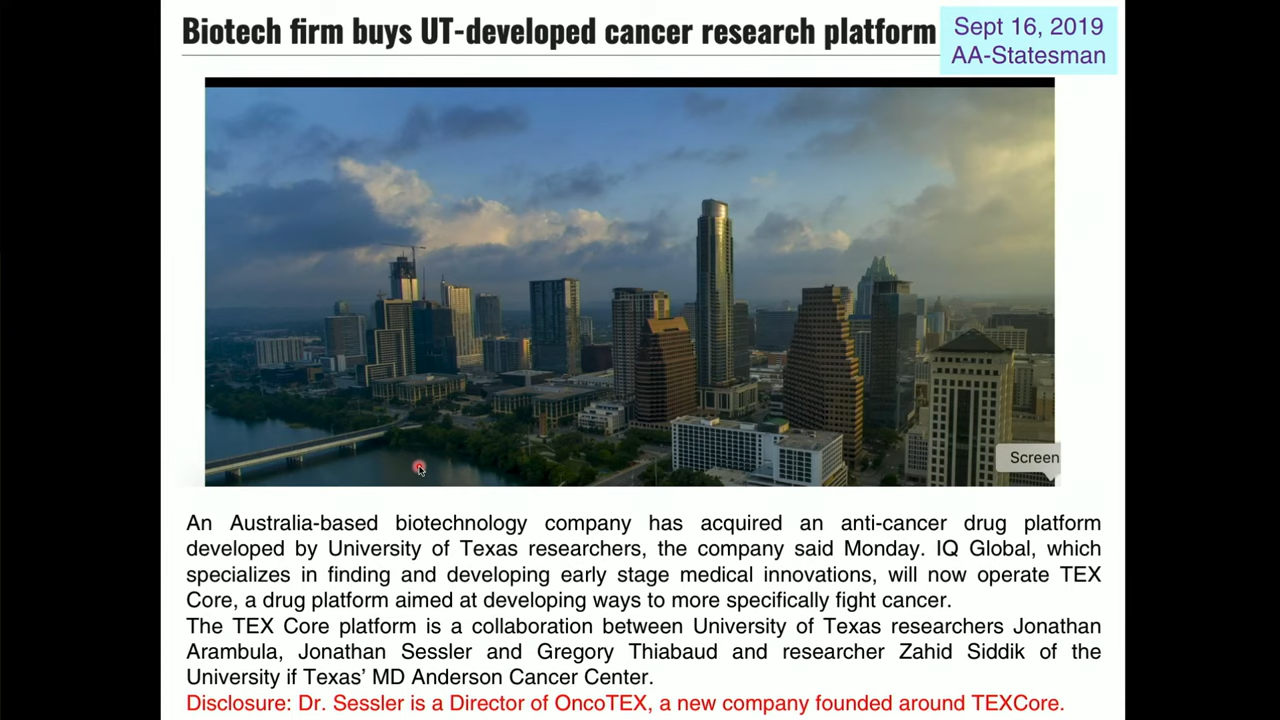 Biotech firm buys UT-developed cancer research platform
Sept 16, 2019
AA-Statesman
Screen
An Australia-based biotechnology company has acquired an anti-cancer drug platform
developed by University of Texas researchers, the company said Monday. IQ Global, which
specializes in finding and developing early stage medical innovations, will now operate TEX
Core, a drug platform aimed at developing ways to more specifically fight cancer.
The TEX Core platform is a collaboration between University of Texas researchers Jonathan
Arambula, Jonathan Sessler and Gregory Thiabaud and researcher Zahid Siddik of the
University if Texas’ MD Anderson Cancer Center.
Disclosure: Dr. Sessler is a Director of OncoTEX, a new company founded around TEXCore.